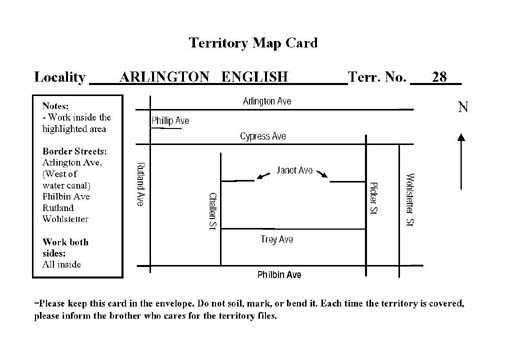 Territory Map Card
Locality ARLINGTON ENGLISH Terr. No. 28
Notes:
- Work inside the
highlighted area
Border Streets:
Arlington Ave.
(West of
water canal)
Philbin Ave
Rutland
Wohlstetter
Work both
sides:
All inside
Arlington Ave
Phillip Ave
Cypress Ave
Janet Ave
Rutland Ave
Challen St
Picker St
Wohlstetter St
Troy Ave
Philbin Ave
N
~Please keep this card in the envelope. Do not soil, mark, or bend it. Each time the territory is covered,
please inform the brother who cares for the territory files.